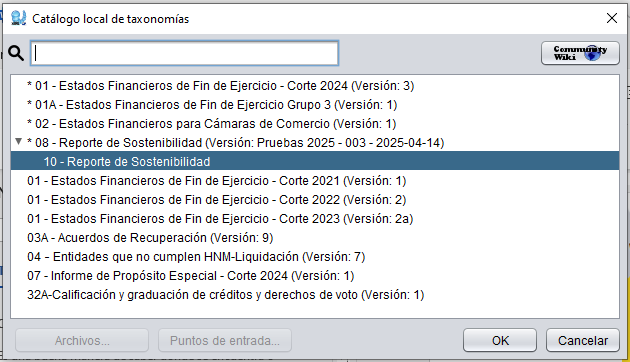 Catálogo local de taxonomías
Community
Wiki
* 01 - Estados Financieros de Fin de Ejercicio - Corte 2024 (Versión: 3)
* 01A - Estados Financieros de Fin de Ejercicio Grupo 3 (Versión: 1)
* 02 - Estados Financieros para Cámaras de Comercio (Versión: 1)
* 08 - Reporte de Sostenibilidad (Versión: Pruebas 2025 - 003 - 2025-04-14)
10 - Reporte de Sostenibilidad
01 - Estados Financieros de Fin de Ejercicio - Corte 2021 (Versión: 1)
01 - Estados Financieros de Fin de Ejercicio - Corte 2022 (Versión: 2)
01 - Estados Financieros de Fin de Ejercicio - Corte 2023 (Versión: 2a)
03A - Acuerdos de Recuperación (Versión: 9)
04 - Entidades que no cumplen HNM-Liquidación (Versión: 7)
07 - Informe de Propósito Especial - Corte 2024 (Versión: 1)
32A-Calificación y graduación de créditos y derechos de voto (Versión: 1)
Archivos... Puntos de entrada... OK Cancelar